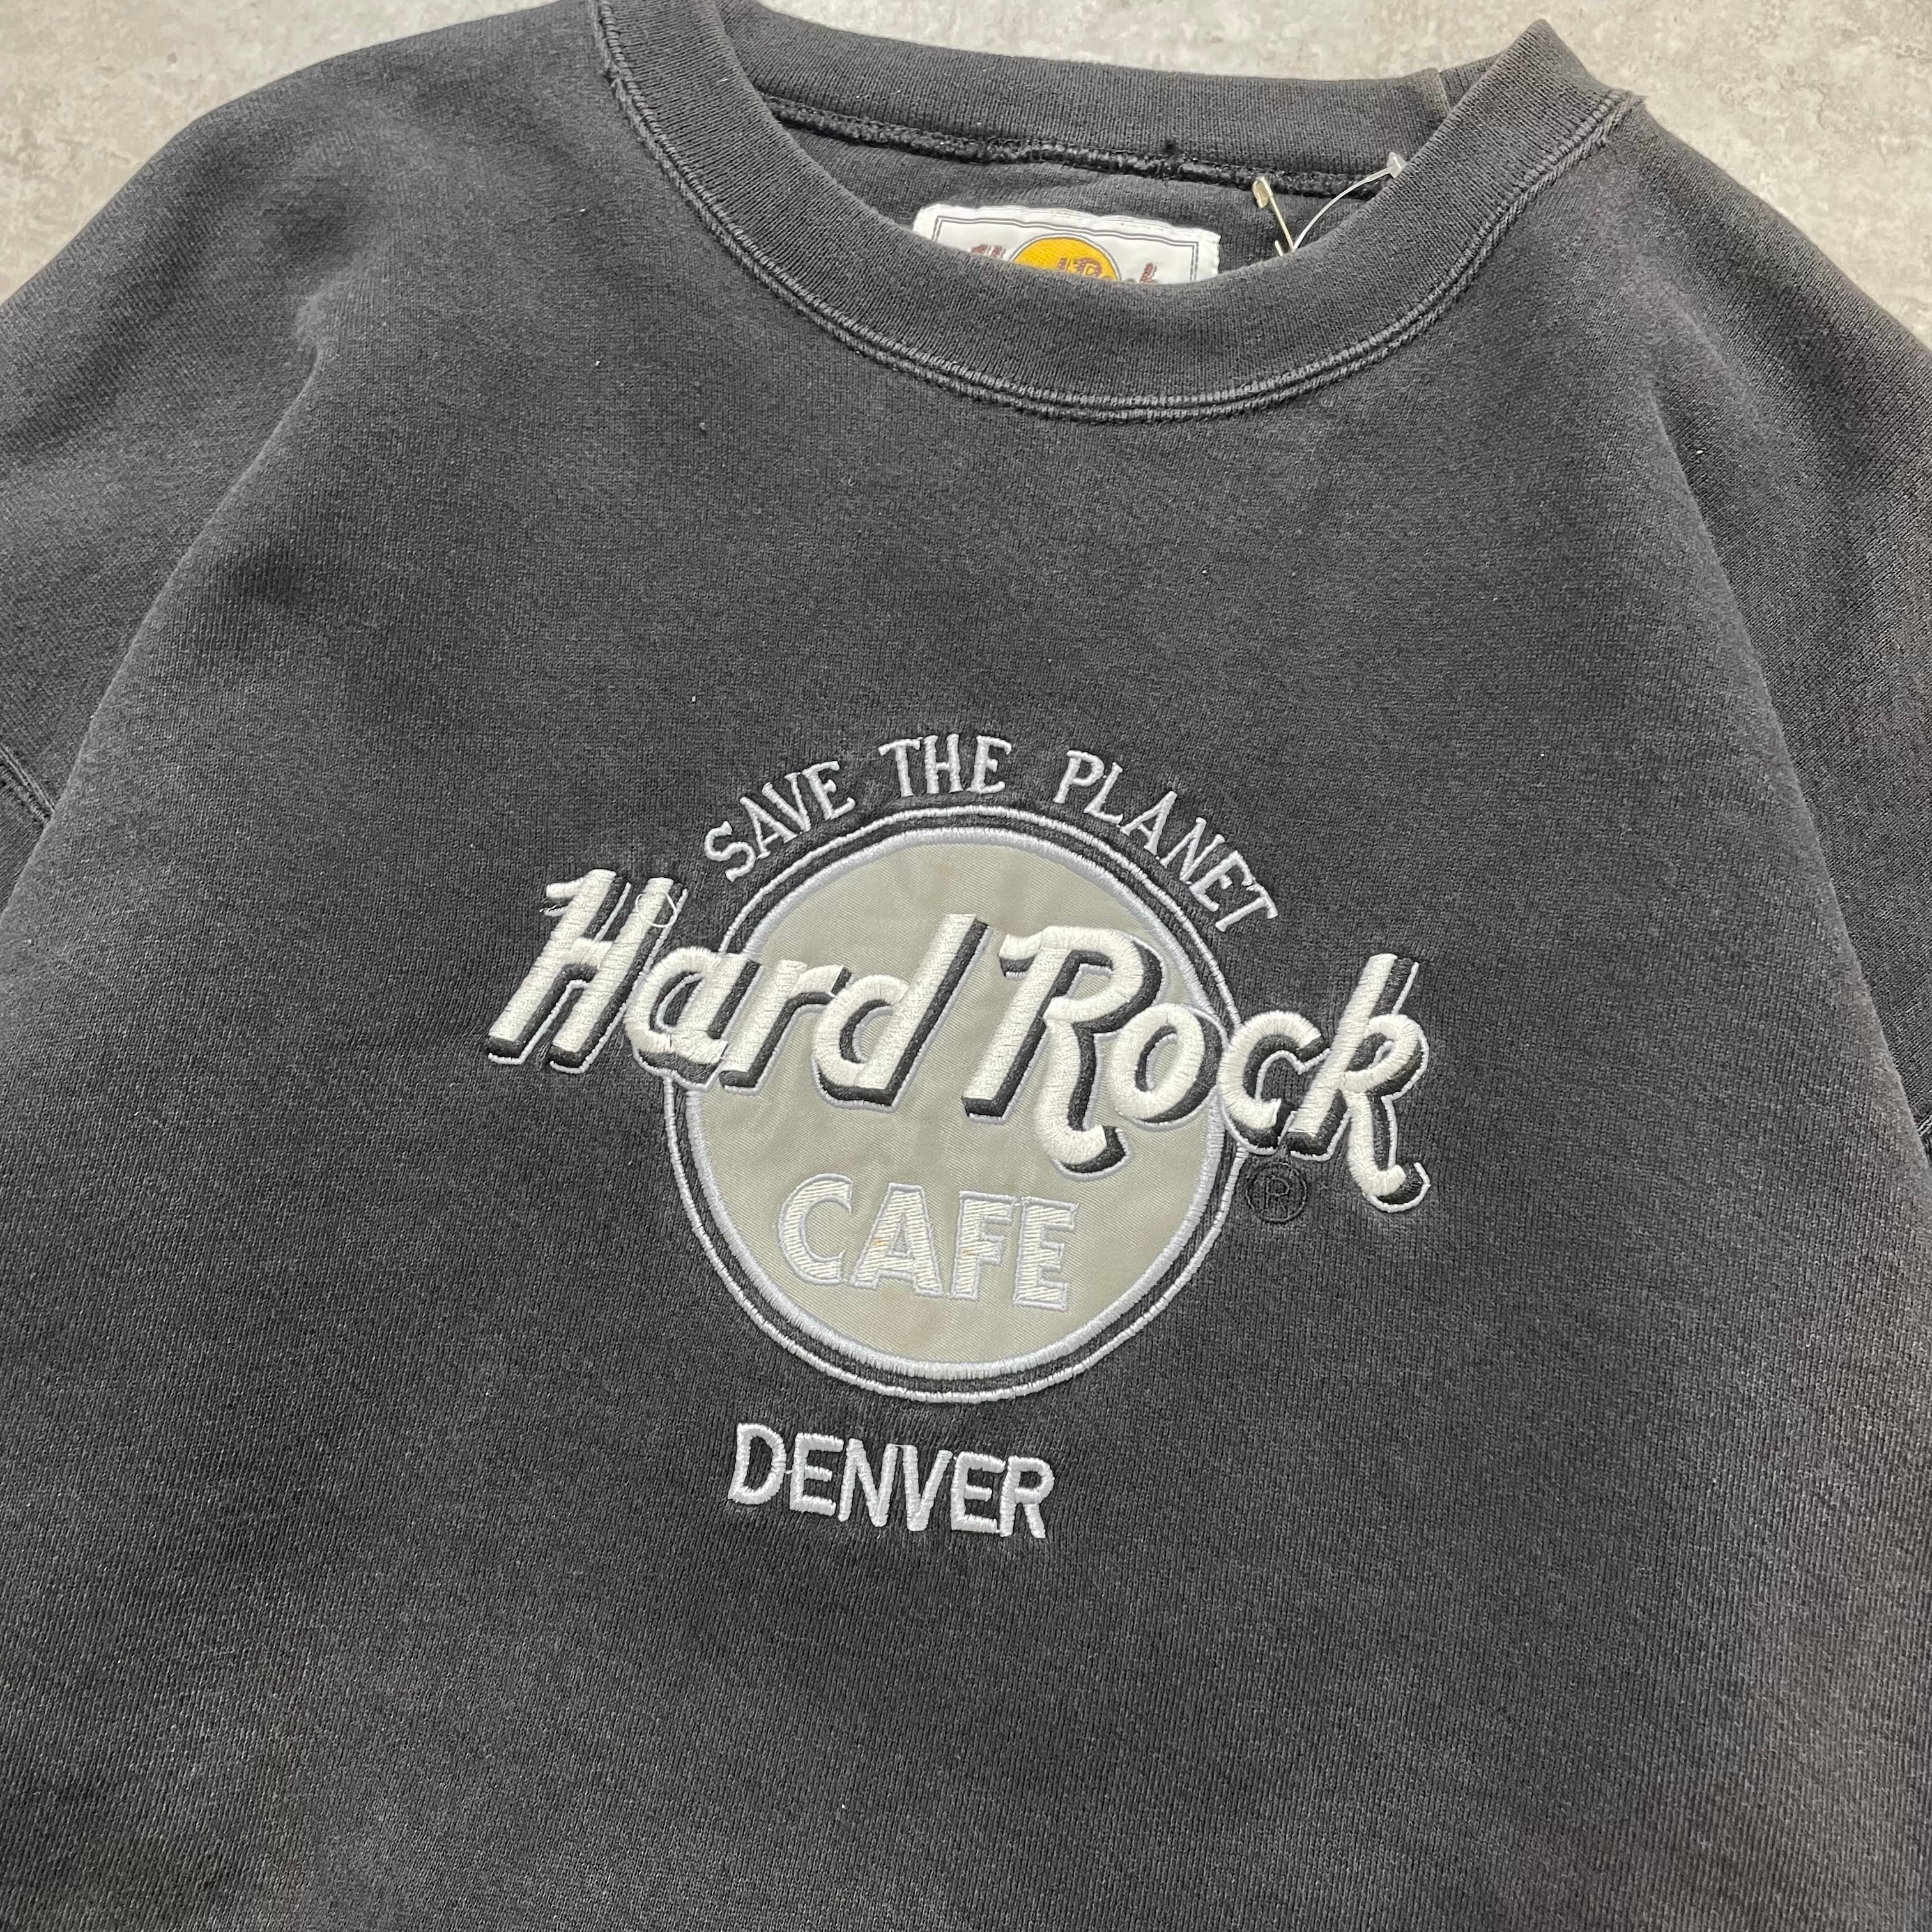 SAVE THE PLANET
Hard Rock
®
CAFE
DENVER